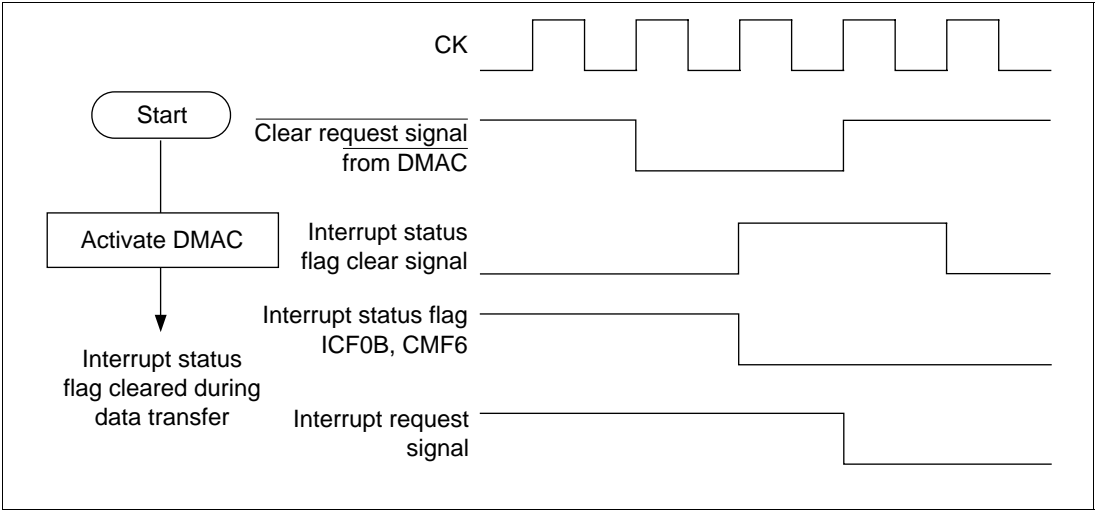 Start
Activate DMAC
Interrupt status
flag cleared during
data transfer
CK
Clear request signal
from DMAC
Interrupt status
flag clear signal
Interrupt status flag
ICF0B, CMF6
Interrupt request
signal